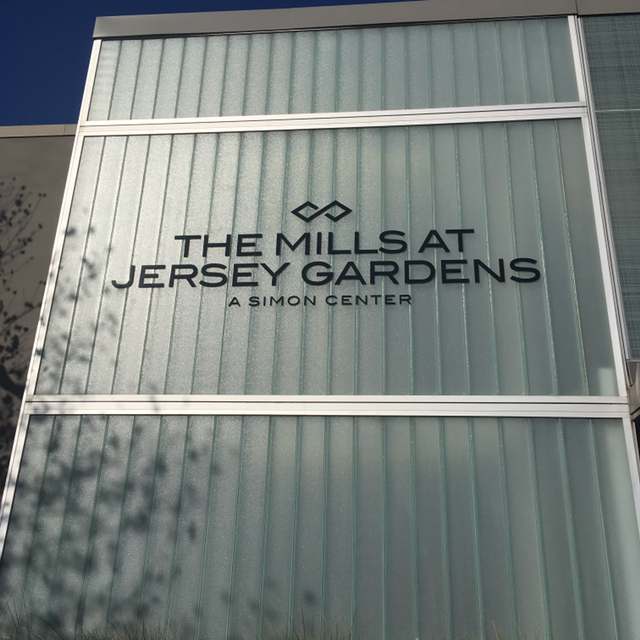 THE MILLS AT
JERSEY GARDENS
A SIMON CENTER